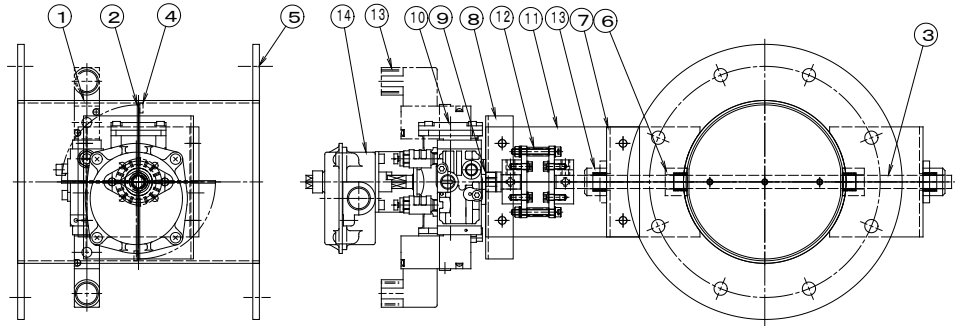 ① ② ④ ⑤ ⑭ ⑬ ⑩ ⑨ ⑧ ⑫ ⑪ ⑬ ⑦ ⑥ ③